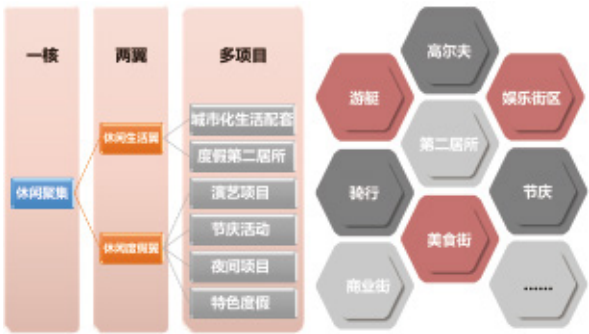 一核
两翼
多项目
休闲聚集
休闲生活翼
休闲度假翼
城市化生活配套
度假第二居所
演艺项目
节庆活动
夜间项目
特色度假
高尔夫
游艇
娱乐街区
第二居所
骑行
节庆
美食街
商业街
......